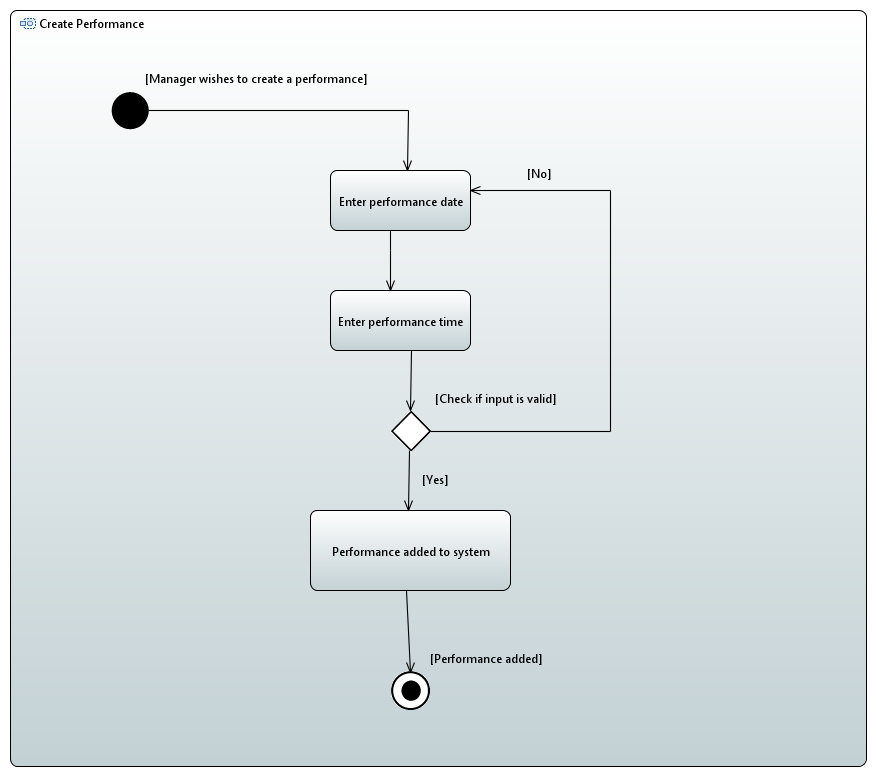 Create Performance
[Manager wishes to create a performance]
[No]
Enter performance date
Enter performance time
[Check if input is valid]
[Yes]
Performance added to system
[Performance added]